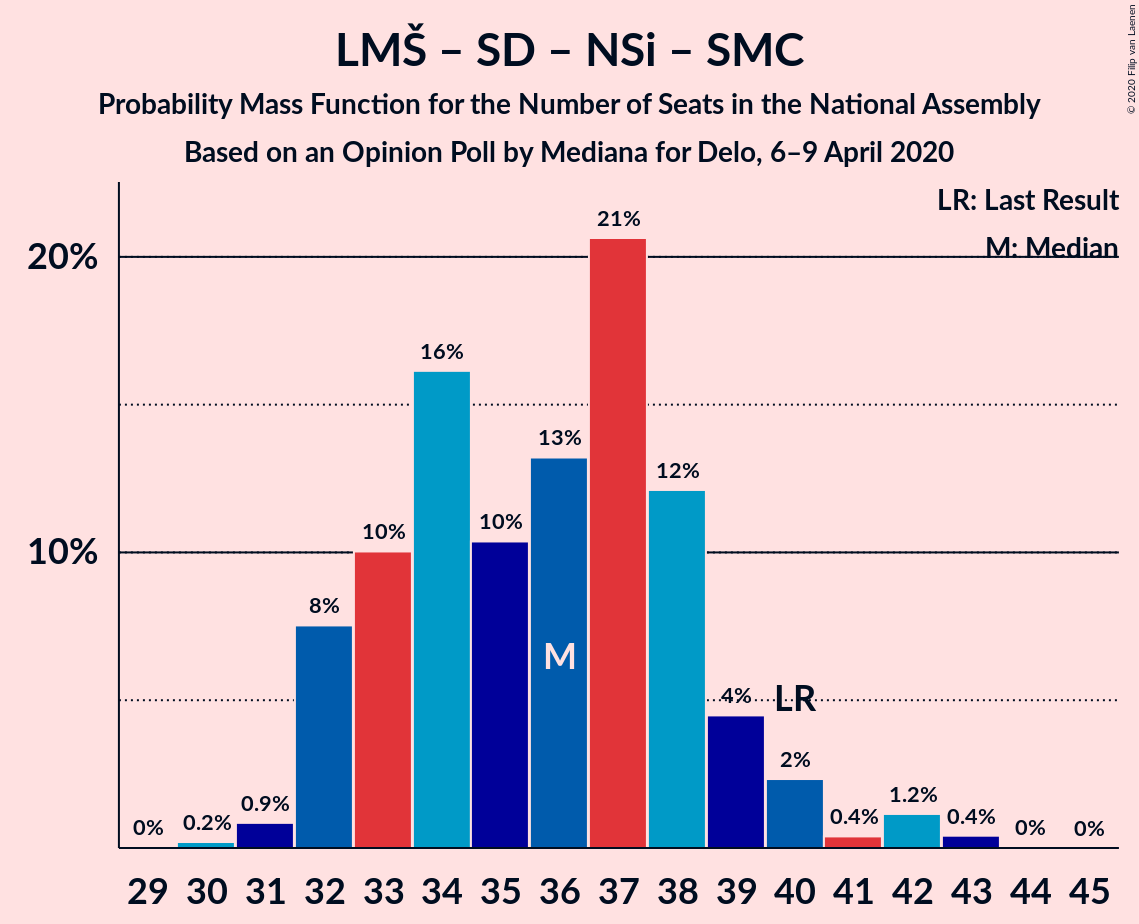 LMŠ – SD – NSi – SMC
Probability Mass Function for the Number of Seats in the National Assembly
Based on an Opinion Poll by Mediana for Delo, 6–9 April 2020
© 2020 Filip van Laenen
LR: Last Result
M: Median
20%
10%
0%
0.2%
0.9%
8%
10%
16%
10%
13%
21%
12%
4%
2%
0.4%
1.2%
0.4%
0%
0%
M
LR
29 30 31 32 33 34 35 36 37 38 39 40 41 42 43 44 45